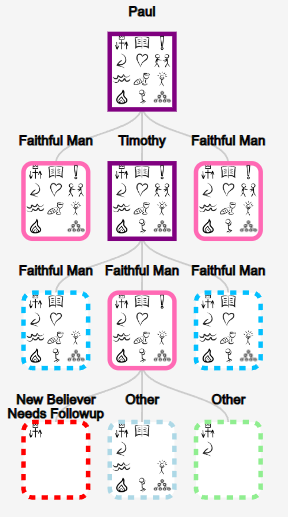 Paul
Faithful Man Timothy Faithful Man
Faithful Man Faithful Man Faithful Man
New Believer Other Other
Needs Followup